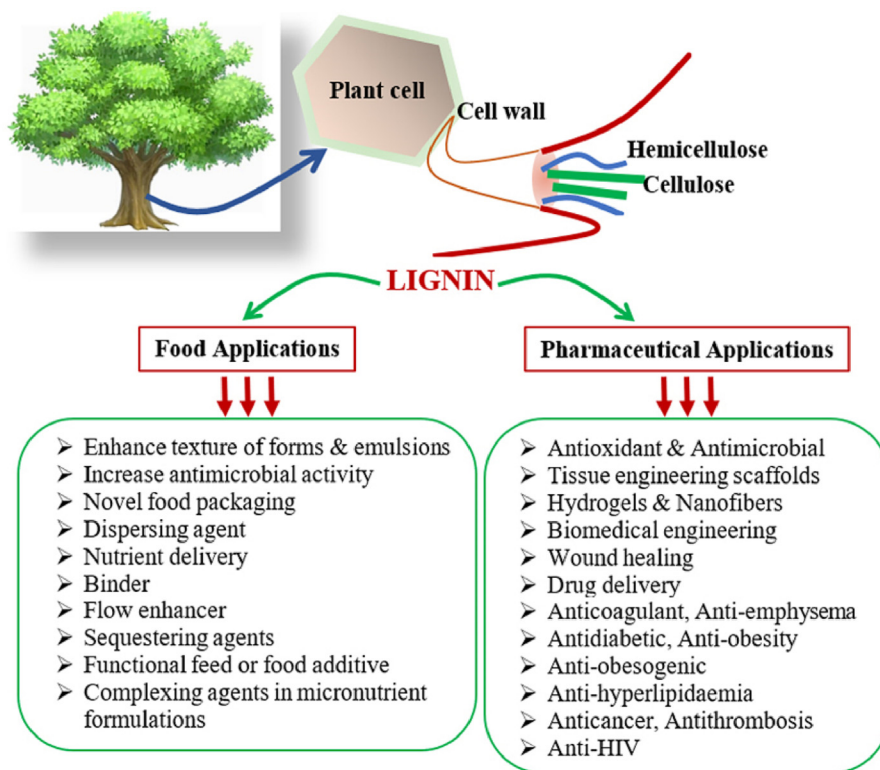 Plant cell
Cell wall
Hemicellulose
Cellulose
LIGNIN
Food Applications
➤ Enhance texture of forms & emulsions
➤ Increase antimicrobial activity
➤ Novel food packaging
➤ Dispersing agent
➤ Nutrient delivery
➤ Binder
➤ Flow enhancer
➤ Sequestering agents
➤ Functional feed or food additive
➤ Complexing agents in micronutrient
formulations
Pharmaceutical Applications
➤ Antioxidant & Antimicrobial
➤ Tissue engineering scaffolds
➤ Hydrogels & Nanofibers
➤ Biomedical engineering
➤ Wound healing
➤ Drug delivery
➤ Anticoagulant, Anti-emphysema
➤ Antidiabetic, Anti-obesity
➤ Anti-obesogenic
➤ Anti-hyperlipidaemia
➤ Anticancer, Antithrombosis
➤ Anti-HIV